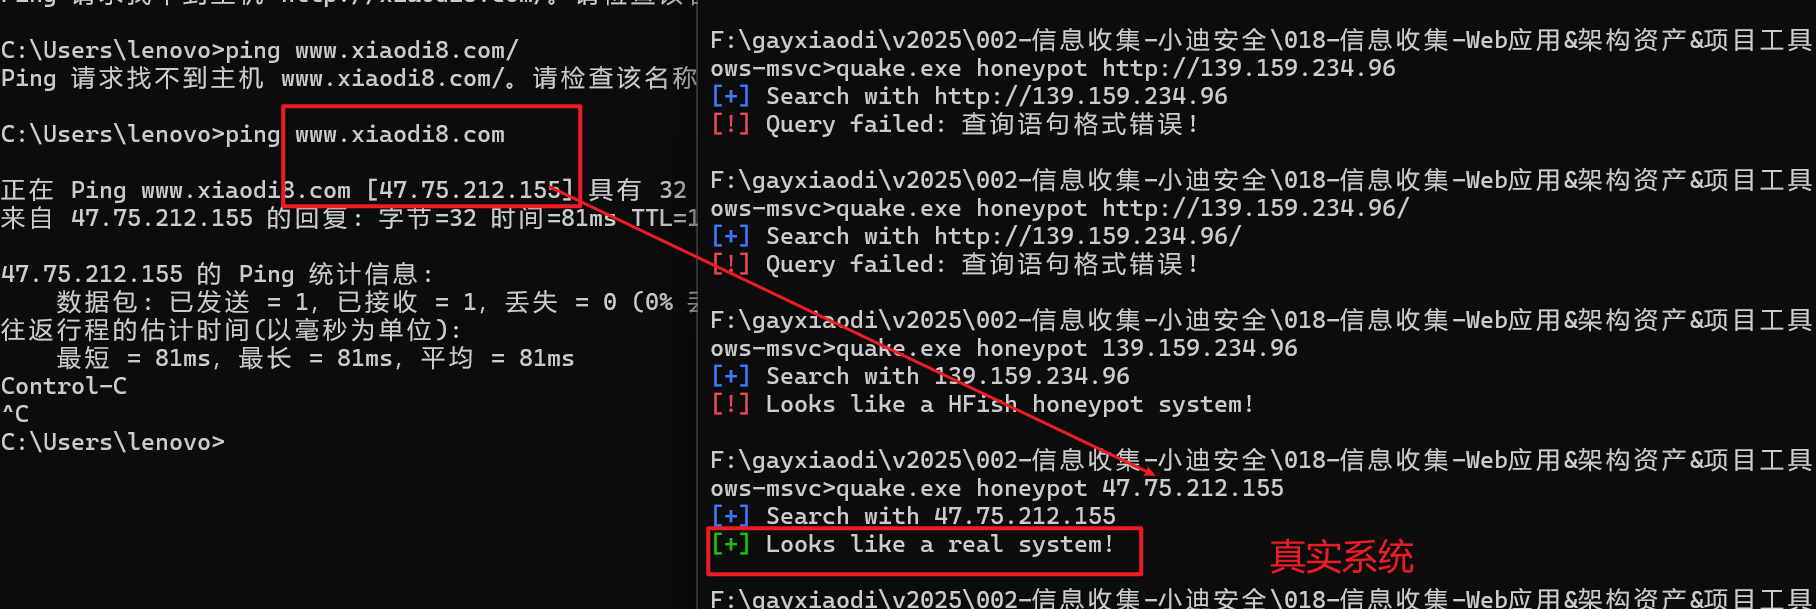 Ping 请求找不到主机 http://xiaodi8.com/。请检查该名
C:\Users\lenovo>ping www.xiaodi8.com/
Ping 请求找不到主机 www.xiaodi8.com/。请检查该名称
C:\Users\lenovo>ping www.xiaodi8.com
正在 Ping www.xiaodi8.com [47.75.212.155] 具有 32
来自 47.75.212.155 的回复: 字节=32 时间=81ms TTL=1
47.75.212.155 的 Ping 统计信息:
数据包: 已发送 = 1, 已接收 = 1, 丢失 = 0 (0% 丢
往返行程的估计时间(以毫秒为单位):
最短 = 81ms, 最长 = 81ms, 平均 = 81ms
Control-C
^C
C:\Users\lenovo>
F:\gayxiaodi\v2025\002-信息收集-小迪安全\018-信息收集-Web应用&架构资产&项目工具
ows-msvc>quake.exe honeypot http://139.159.234.96
[+] Search with http://139.159.234.96
[!] Query failed: 查询语句格式错误!
F:\gayxiaodi\v2025\002-信息收集-小迪安全\018-信息收集-Web应用&架构资产&项目工具
ows-msvc>quake.exe honeypot http://139.159.234.96/
[+] Search with http://139.159.234.96/
[!] Query failed: 查询语句格式错误!
F:\gayxiaodi\v2025\002-信息收集-小迪安全\018-信息收集-Web应用&架构资产&项目工具
ows-msvc>quake.exe honeypot 139.159.234.96
[+] Search with 139.159.234.96
[!] Looks like a HFish honeypot system!
F:\gayxiaodi\v2025\002-信息收集-小迪安全\018-信息收集-Web应用&架构资产&项目工具
ows-msvc>quake.exe honeypot 47.75.212.155
[+] Search with 47.75.212.155
[+] Looks like a real system!
真实系统
F:\gayxiaodi\v2025\002-信息收集-小迪安全\018-信息收集-Web应用&架构资产&项目工具